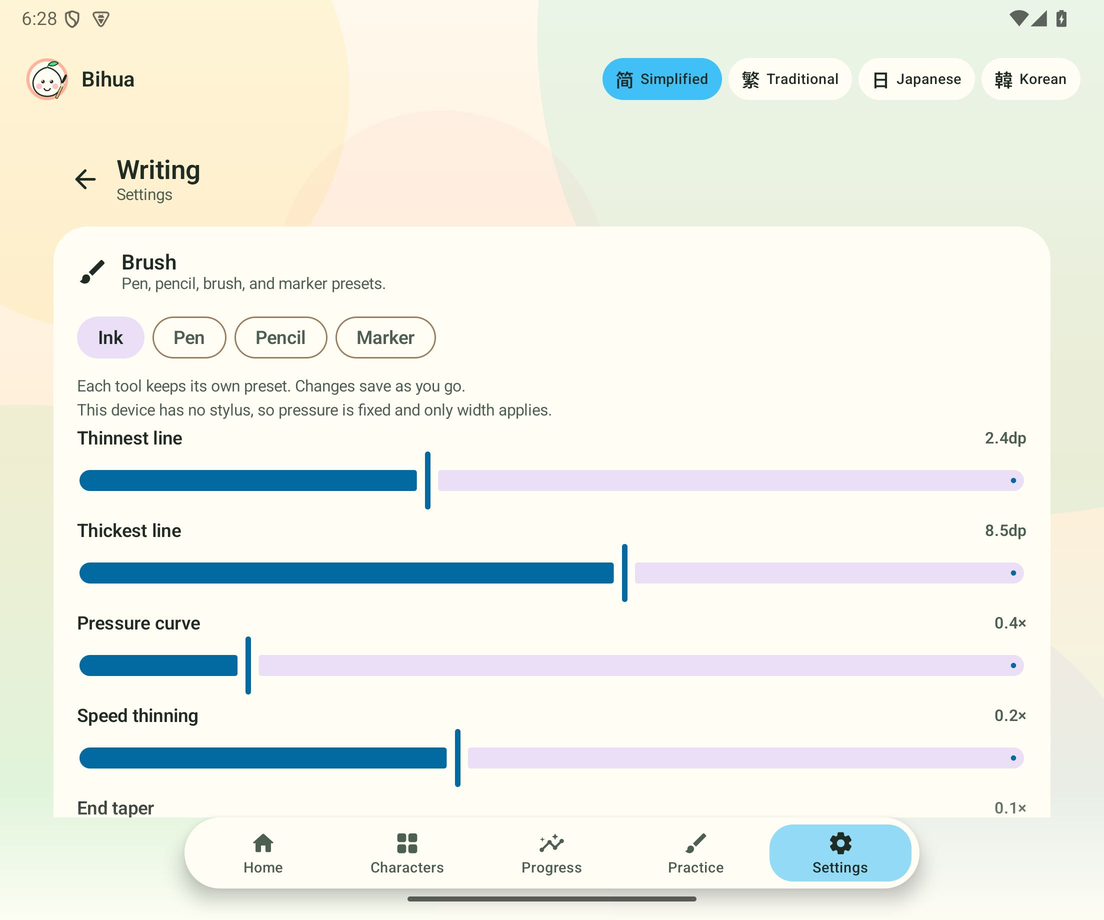 6:28
Bihua
简 Simplified
繁 Traditional
日 Japanese
韓 Korean
Writing
Settings
Brush
Pen, pencil, brush, and marker presets.
Ink
Pen
Pencil
Marker
Each tool keeps its own preset. Changes save as you go.
This device has no stylus, so pressure is fixed and only width applies.
Thinnest line 2.4dp
Thickest line 8.5dp
Pressure curve 0.4×
Speed thinning 0.2×
End taper 0.1×
Home
Characters
Progress
Practice
Settings